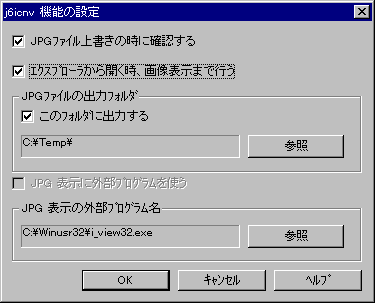 j6icnv 機能の設定
JPGﾌｧｲﾙ上書きの時に確認する
ｴｸｽﾌﾟﾛｰﾗから開く時、画像表示まで行う
JPGﾌｧｲﾙの出力ﾌｫﾙﾀﾞ
このﾌｫﾙﾀﾞに出力する
C:¥Temp¥
参照
JPG 表示に外部ﾌﾟﾛｸﾞﾗﾑを使う
JPG 表示の外部ﾌﾟﾛｸﾞﾗﾑ名
C:¥Winusr32¥i_view32.exe
参照
OK
ｷｬﾝｾﾙ
ﾍﾙﾌﾟ